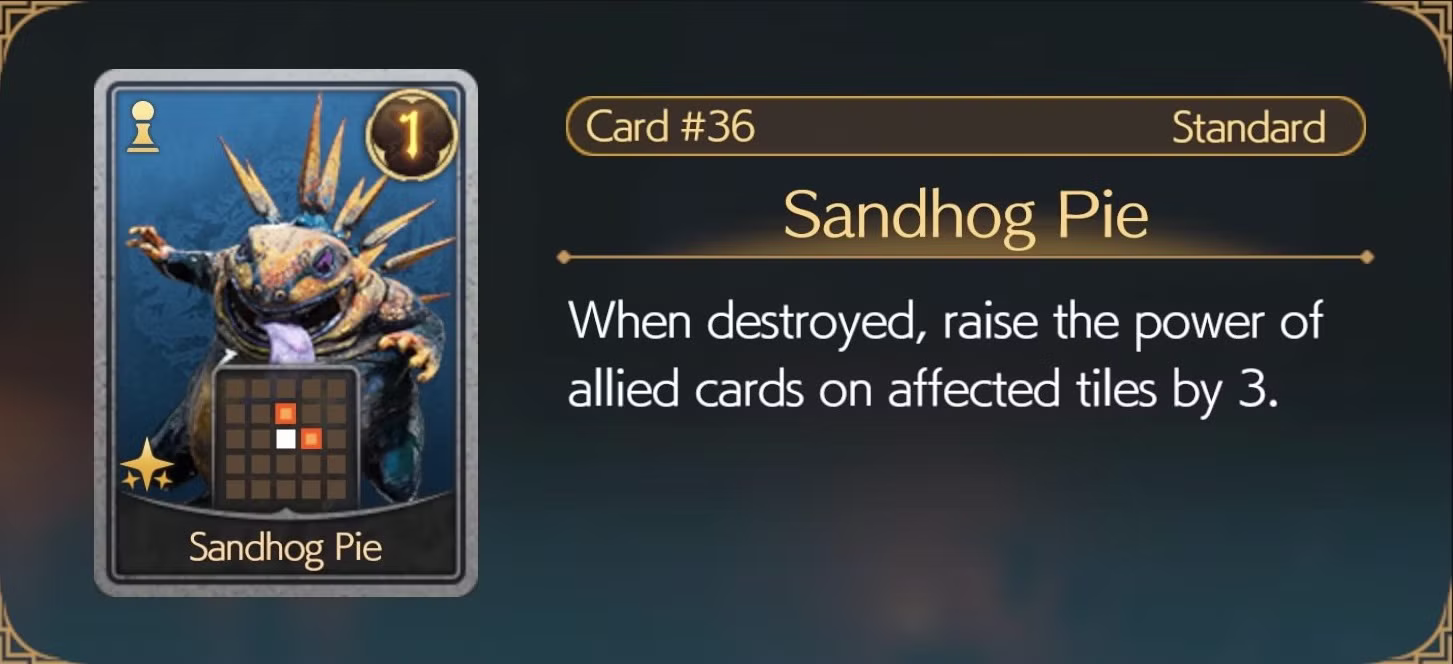 1
Sandhog Pie
Card #36 Standard
Sandhog Pie
When destroyed, raise the power of
allied cards on affected tiles by 3.